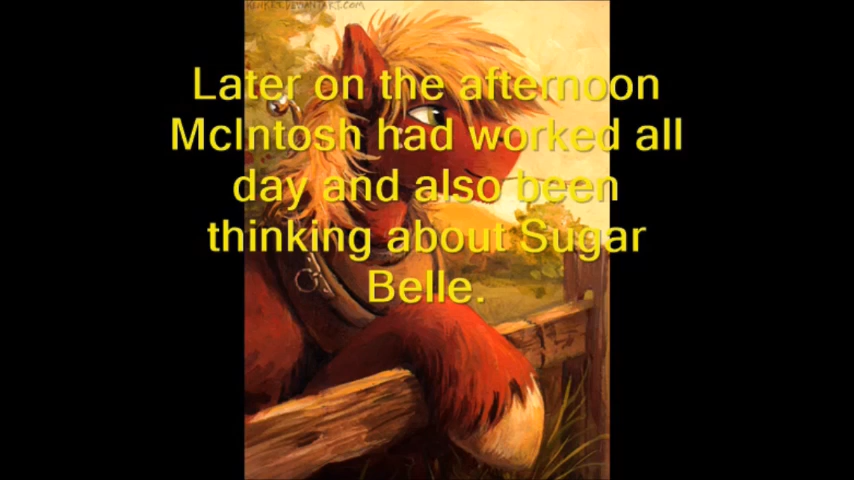 Later on the afternoon
McIntosh had worked all
day and also been
thinking about Sugar
Belle.